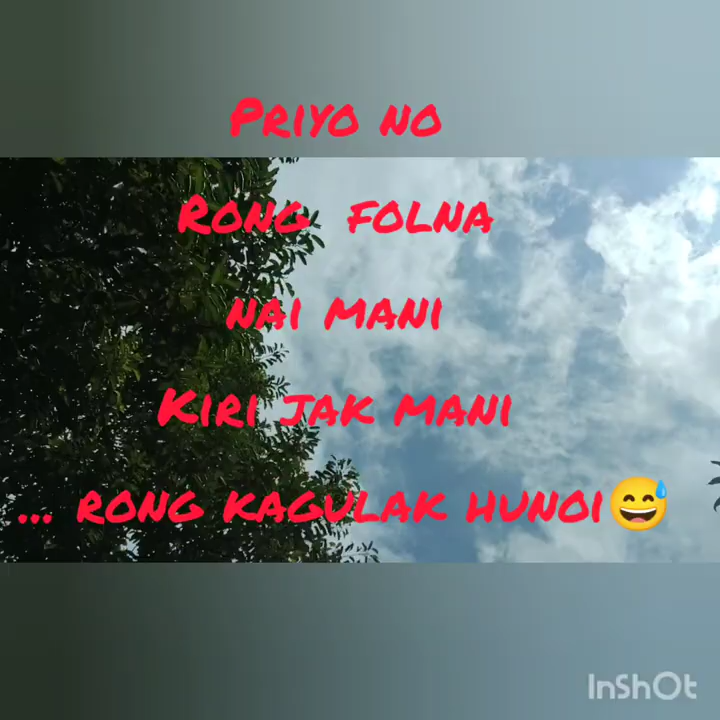 Priyo no
Rong folna
nai mani
Kiri jak mani
... rong kagulak hunoi😅
InShOt